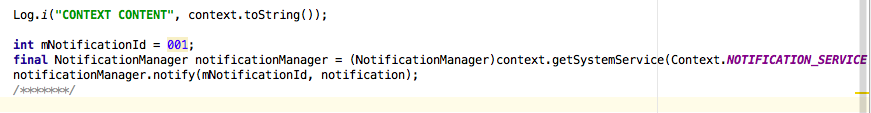 Log.i("CONTEXT CONTENT", context.toString());
int mNotificationId = 001;
final NotificationManager notificationManager = (NotificationManager)context.getSystemService(Context.NOTIFICATION_SERVICE
notificationManager.notify(mNotificationId, notification);
/*******/